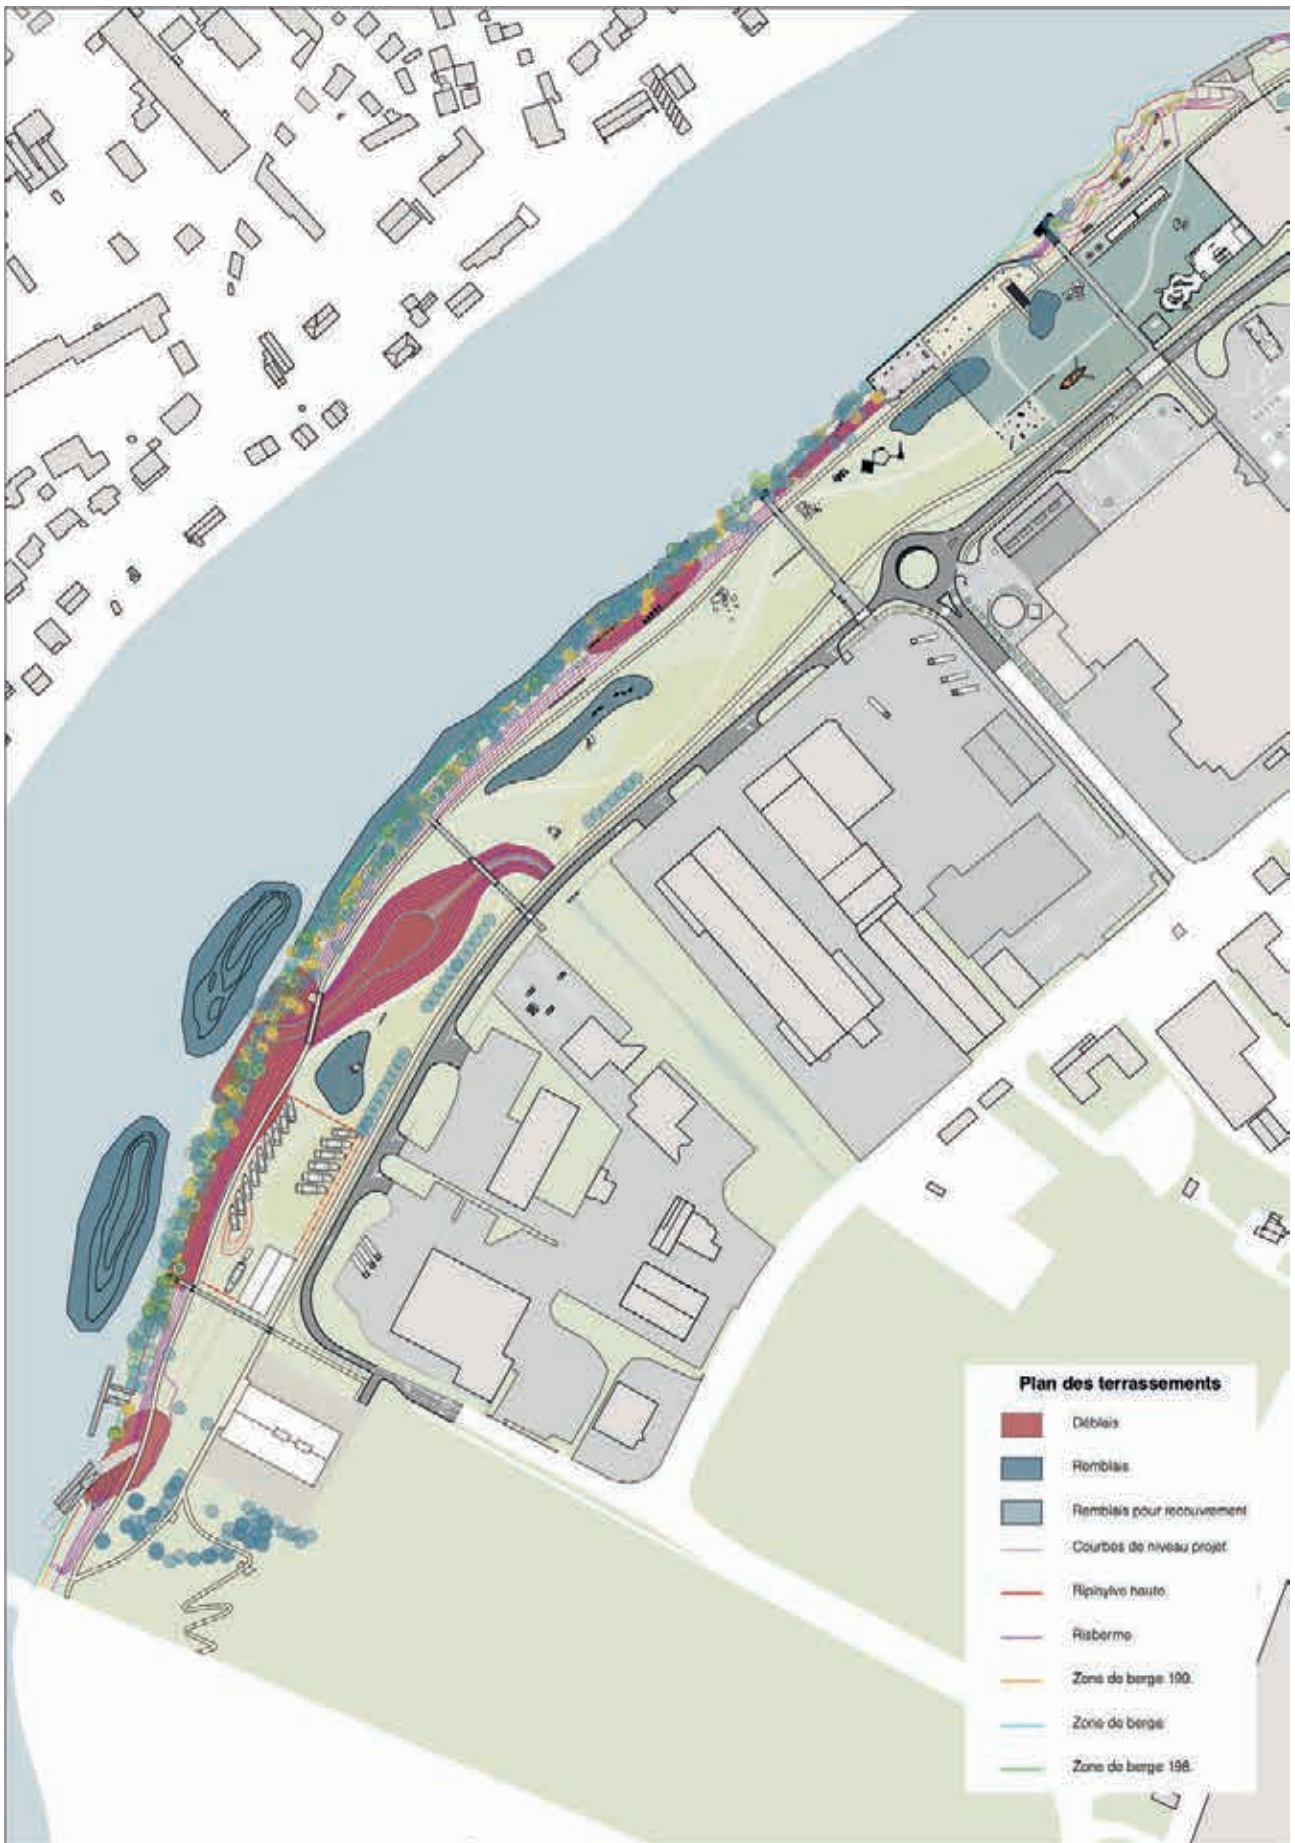 Plan des terrassements
Déblais
Remblais
Remblais pour recouvrement
Courbes de niveau projet
Ripisylve haute
Risberme
Zone de berge 199.
Zone de berge
Zone de berge 198.